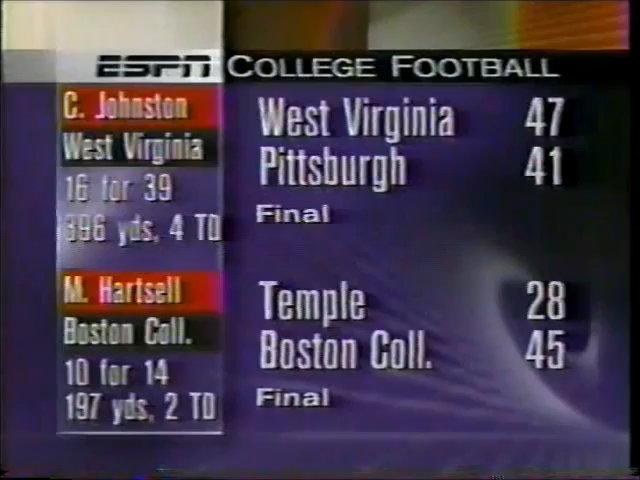 ESPN COLLEGE FOOTBALL
C. Johnston
West Virginia
16 for 39
396 yds, 4 TD
West Virginia 47
Pittsburgh 41
Final
M. Hartsell
Boston Coll.
10 for 14
197 yds, 2 TD
Temple 28
Boston Coll. 45
Final